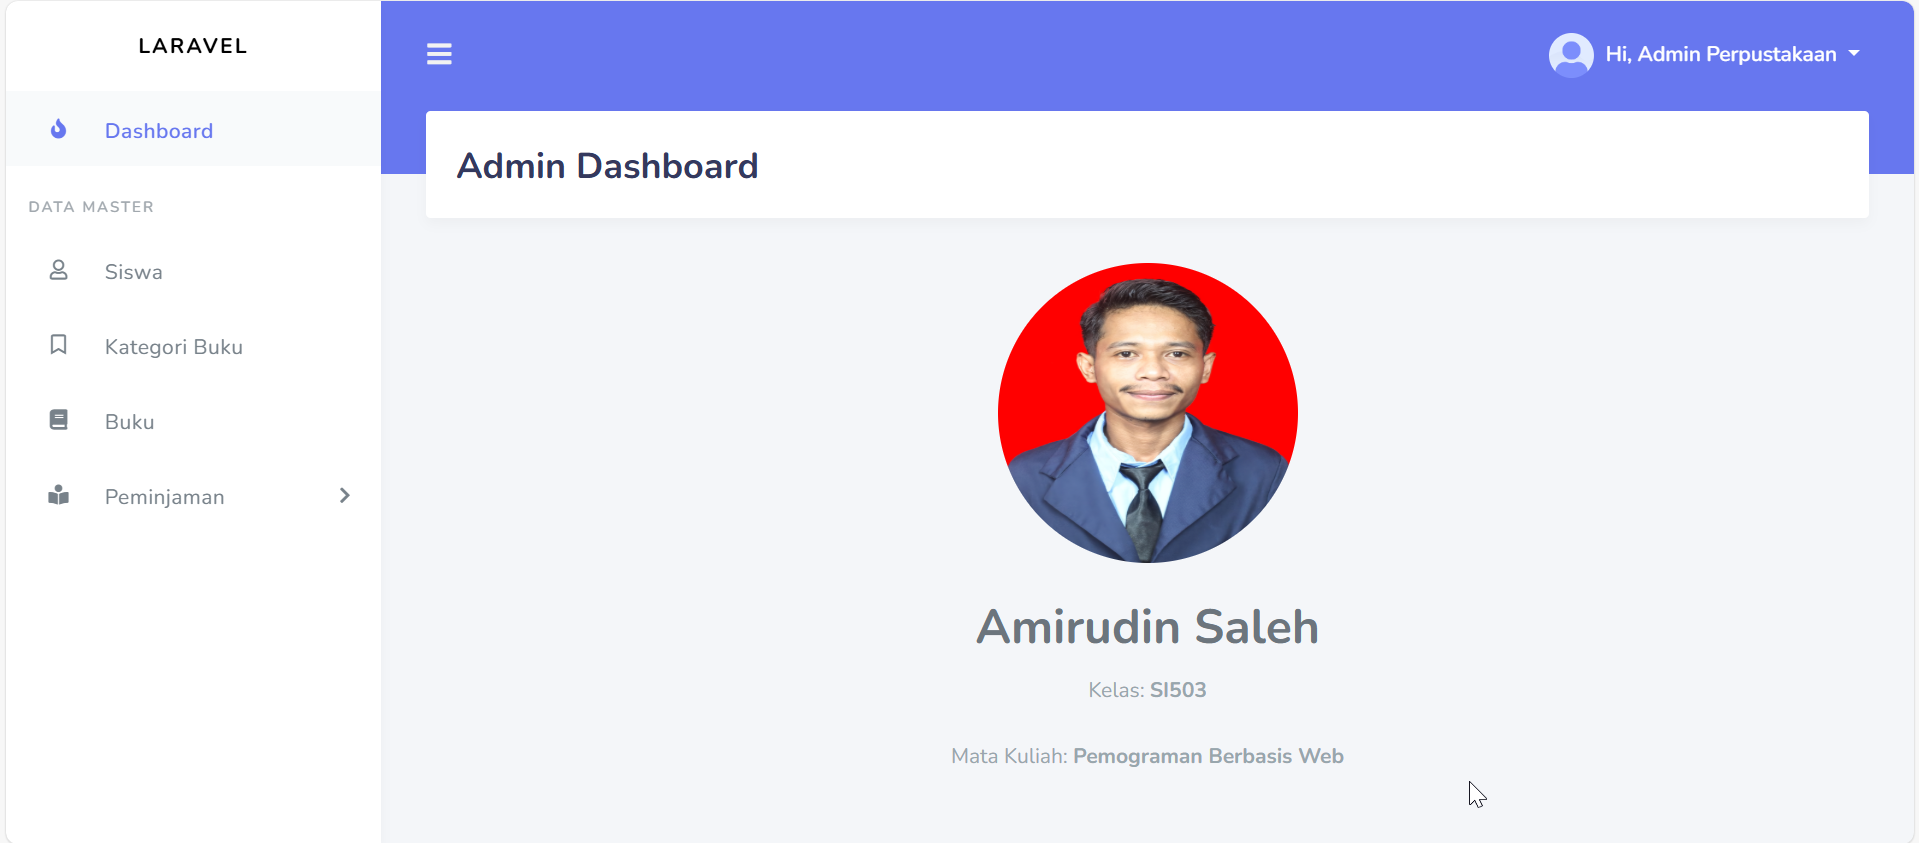 LARAVEL
Hi, Admin Perpustakaan
Dashboard
Admin Dashboard
DATA MASTER
Siswa
Kategori Buku
Buku
Peminjaman
Amirudin Saleh
Kelas: SI503
Mata Kuliah: Pemograman Berbasis Web